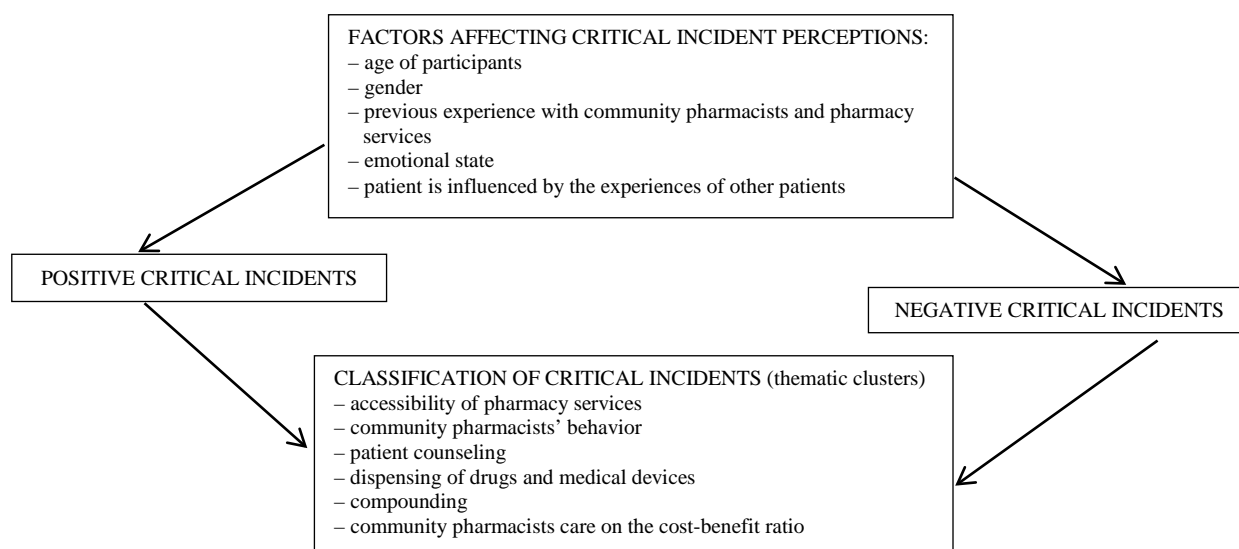 FACTORS AFFECTING CRITICAL INCIDENT PERCEPTIONS:
– age of participants
– gender
– previous experience with community pharmacists and pharmacy
services
– emotional state
– patient is influenced by the experiences of other patients
POSITIVE CRITICAL INCIDENTS
NEGATIVE CRITICAL INCIDENTS
CLASSIFICATION OF CRITICAL INCIDENTS (thematic clusters)
– accessibility of pharmacy services
– community pharmacists’ behavior
– patient counseling
– dispensing of drugs and medical devices
– compounding
– community pharmacists care on the cost-benefit ratio